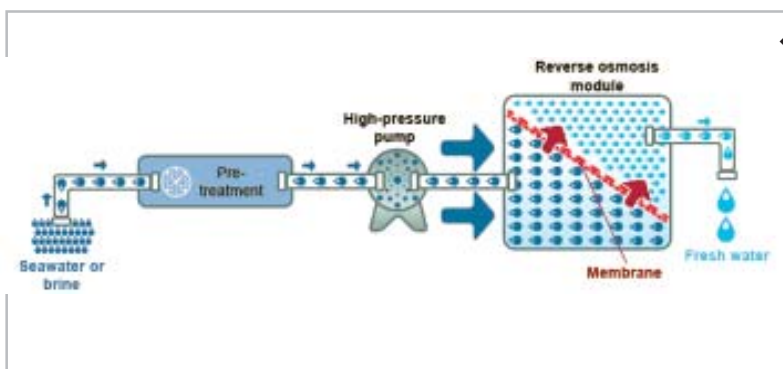 Reverse osmosis
module
High-pressure
pump
Pre-
treatment
Seawater or
brine
Membrane
Fresh water